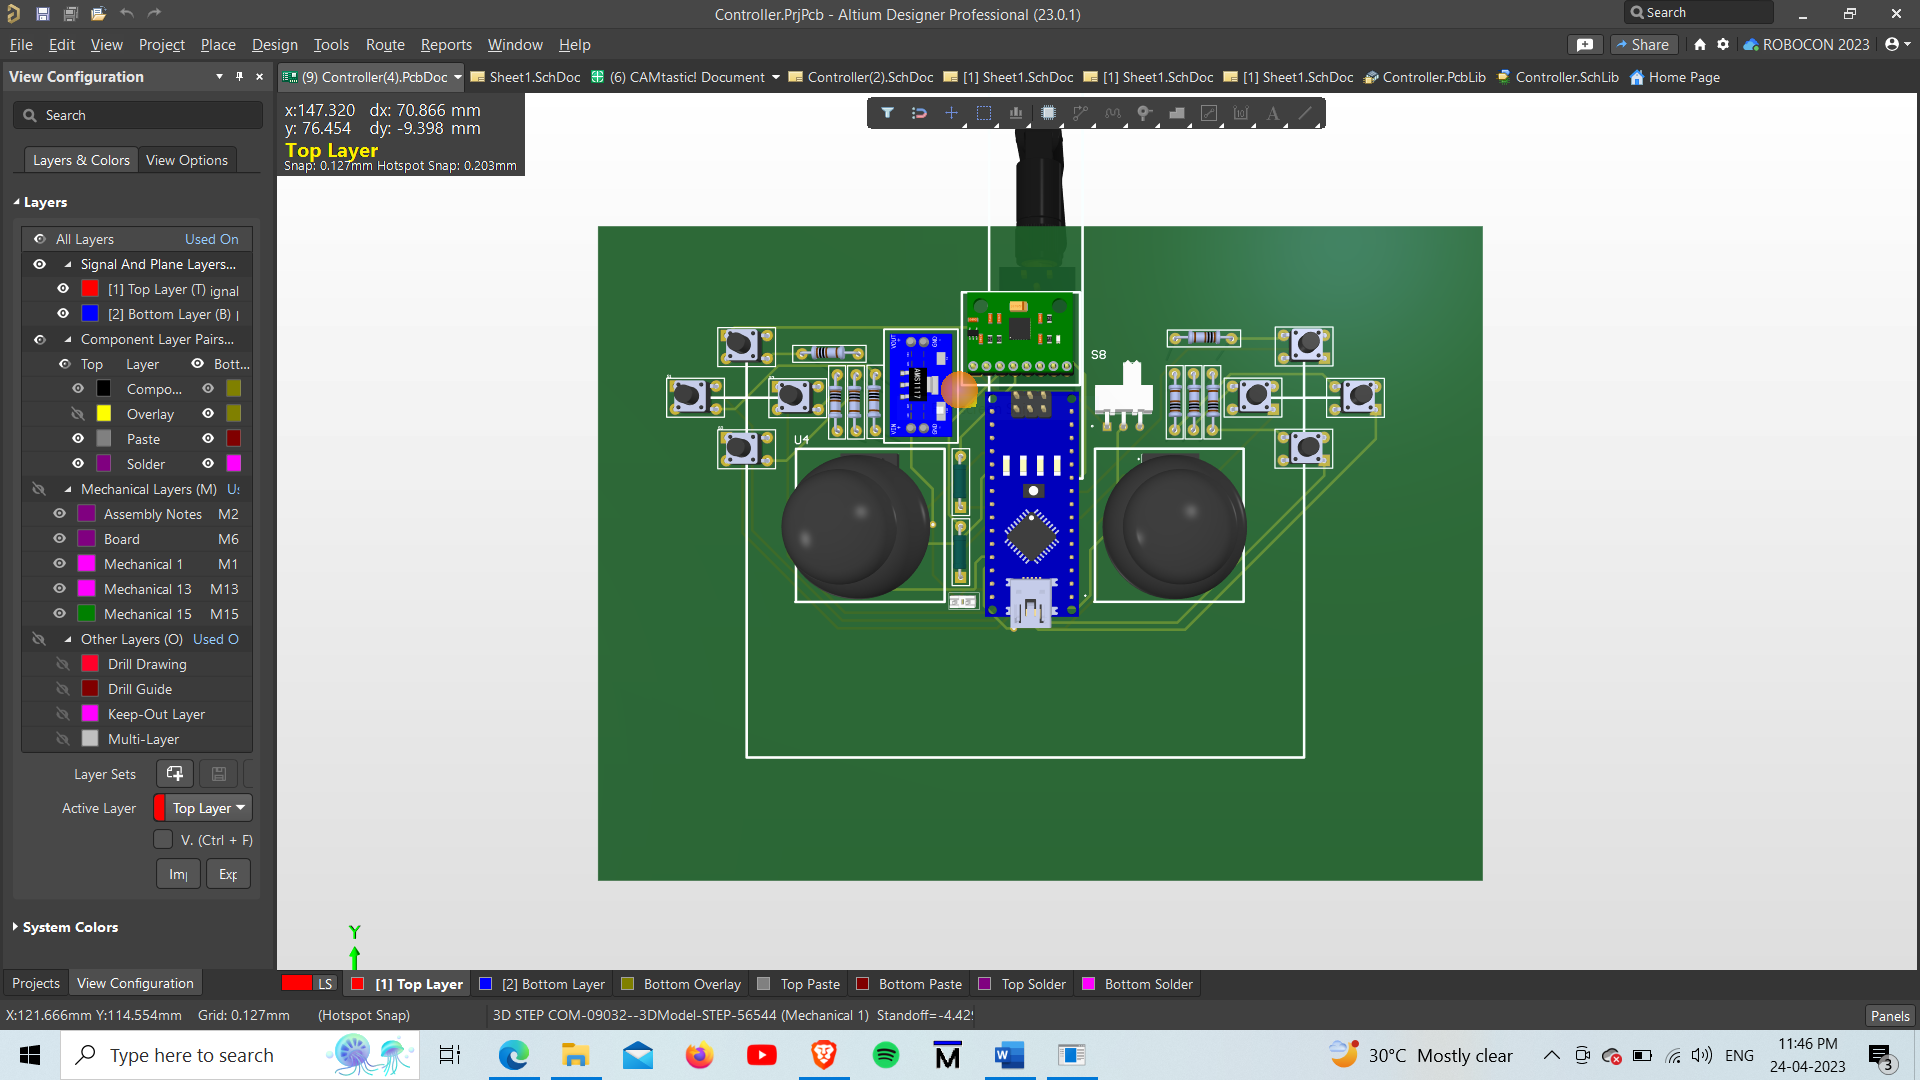 Controller.PrjPcb - Altium Designer Professional (23.0.1)
Search
File Edit View Project Place Design Tools Route Reports Window Help
Share
ROBOCON 2023
View Configuration
(9) Controller(4).PcbDoc
Sheet1.SchDoc
(6) CAMtastic! Document
Controller(2).SchDoc
[1] Sheet1.SchDoc
[1] Sheet1.SchDoc
[1] Sheet1.SchDoc
Controller.PcbLib
Controller.SchLib
Home Page
Search
Layers & Colors
View Options
x:147.320 dx: 70.866 mm
y: 76.454 dy: -9.398 mm
Top Layer
Snap: 0.127mm Hotspot Snap: 0.203mm
Layers
All Layers Used On
Signal And Plane Layers...
[1] Top Layer (T) ignal
[2] Bottom Layer (B)
Component Layer Pairs...
Top Layer Bott...
Compo...
Overlay
Paste
Solder
Mechanical Layers (M)
Assembly Notes M2
Board M6
Mechanical 1 M1
Mechanical 13 M13
Mechanical 15 M15
Other Layers (O) Used O
Drill Drawing
Drill Guide
Keep-Out Layer
Multi-Layer
Layer Sets
Active Layer Top Layer
V. (Ctrl + F)
Im
Exp
System Colors
S8
U4
AMS1117
VOUT
GND
VIN
GND
Y
Projects
View Configuration
LS
[1] Top Layer
[2] Bottom Layer
Bottom Overlay
Top Paste
Bottom Paste
Top Solder
Bottom Solder
X:121.666mm Y:114.554mm Grid: 0.127mm (Hotspot Snap)
3D STEP COM-09032--3DModel-STEP-56544 (Mechanical 1) Standoff=-4.429
Panels
Type here to search
30°C Mostly clear
ENG
11:46 PM
24-04-2023
3